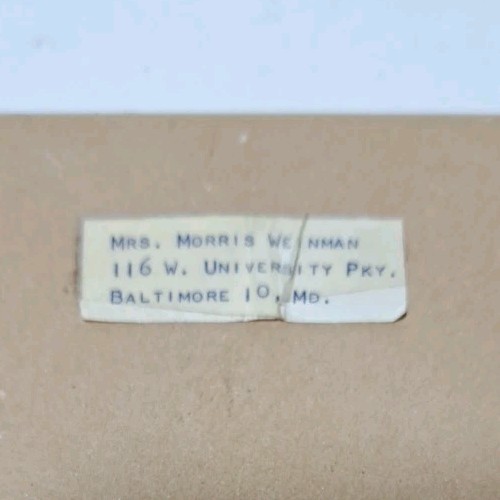 MRS. MORRIS WEINMAN
116 W. UNIVERSITY PKY.
BALTIMORE 10, MD.